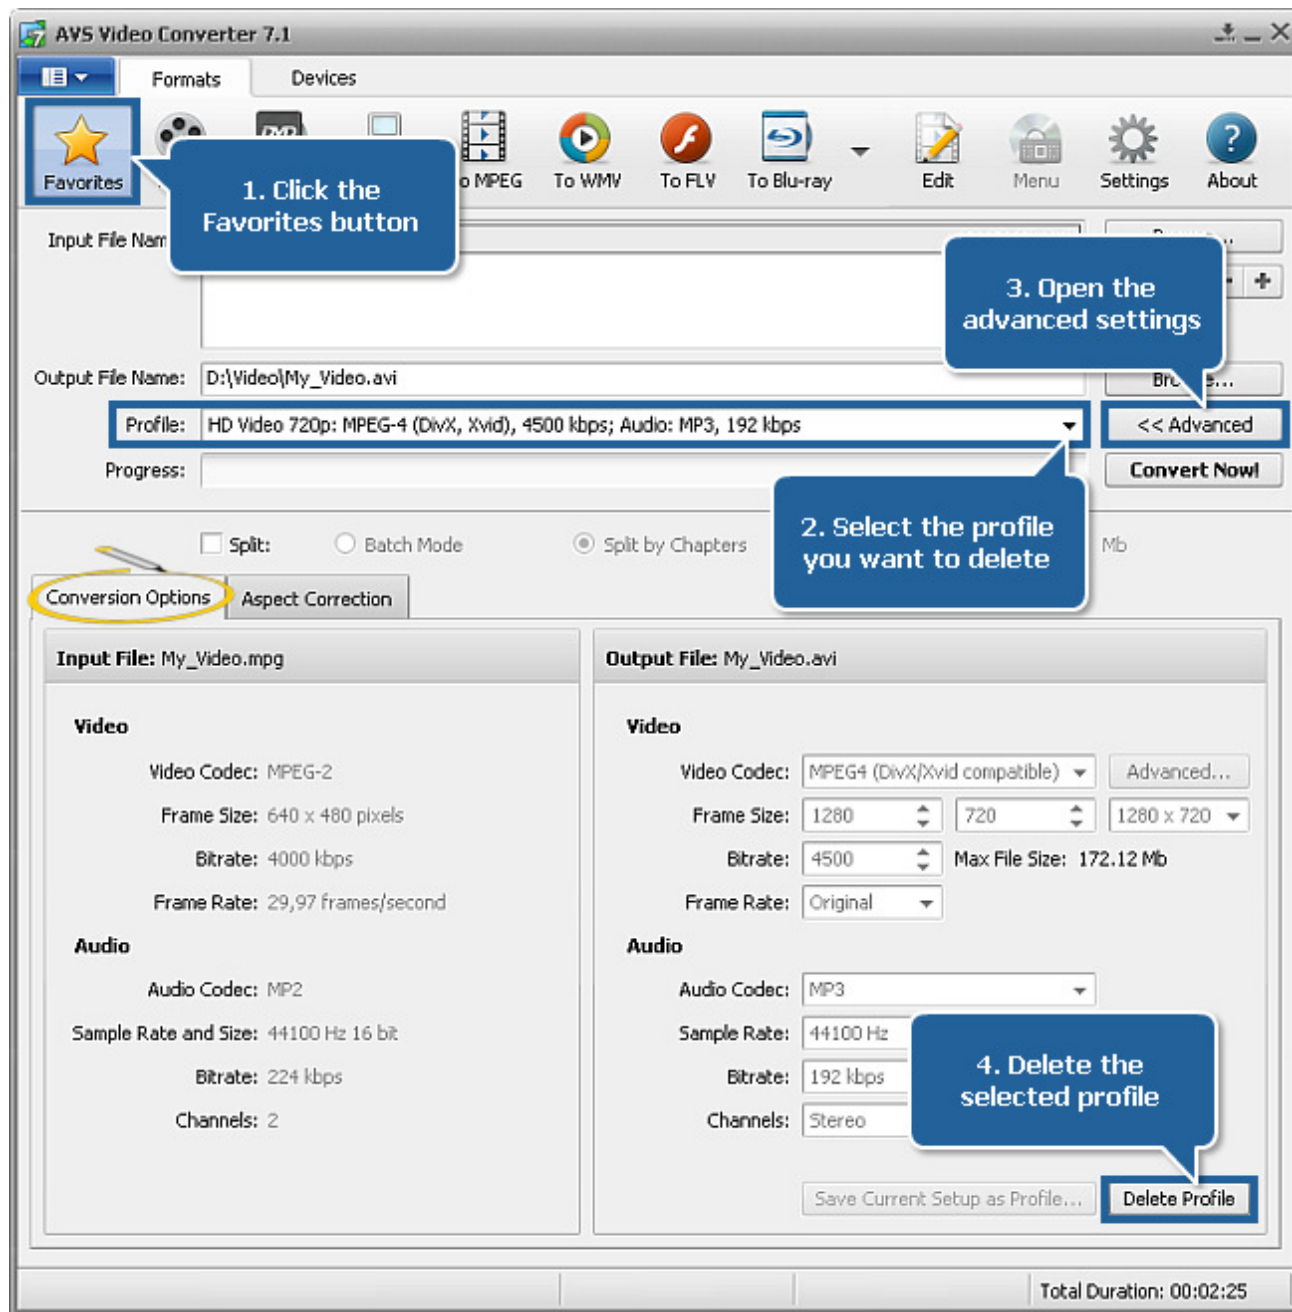 AVS Video Converter 7.1
Formats Devices
Favorites MPEG To WMV To FLV To Blu-ray Edit Menu Settings About
1. Click the
Favorites button
Input File
3. Open the
advanced settings
Output File Name: D:\Video\My_Video.avi
Profile: HD Video 720p: MPEG-4 (DivX, Xvid), 4500 kbps; Audio: MP3, 192 kbps << Advanced
Progress: Convert Now!
2. Select the profile
you want to delete
Split: Batch Mode Split by Chapters Mb
Conversion Options Aspect Correction
Input File: My_Video.mpg
Video
Video Codec: MPEG-2
Frame Size: 640 x 480 pixels
Bitrate: 4000 kbps
Frame Rate: 29,97 frames/second
Audio
Audio Codec: MP2
Sample Rate and Size: 44100 Hz 16 bit
Bitrate: 224 kbps
Channels: 2
Output File: My_Video.avi
Video
Video Codec: MPEG4 (DivX/Xvid compatible) Advanced...
Frame Size: 1280 720 1280 x 720
Bitrate: 4500 Max File Size: 172.12 Mb
Frame Rate: Original
Audio
Audio Codec: MP3
Sample Rate: 44100 Hz
Bitrate: 192 kbps
Channels: Stereo
4. Delete the
selected profile
Save Current Setup as Profile... Delete Profile
Total Duration: 00:02:25